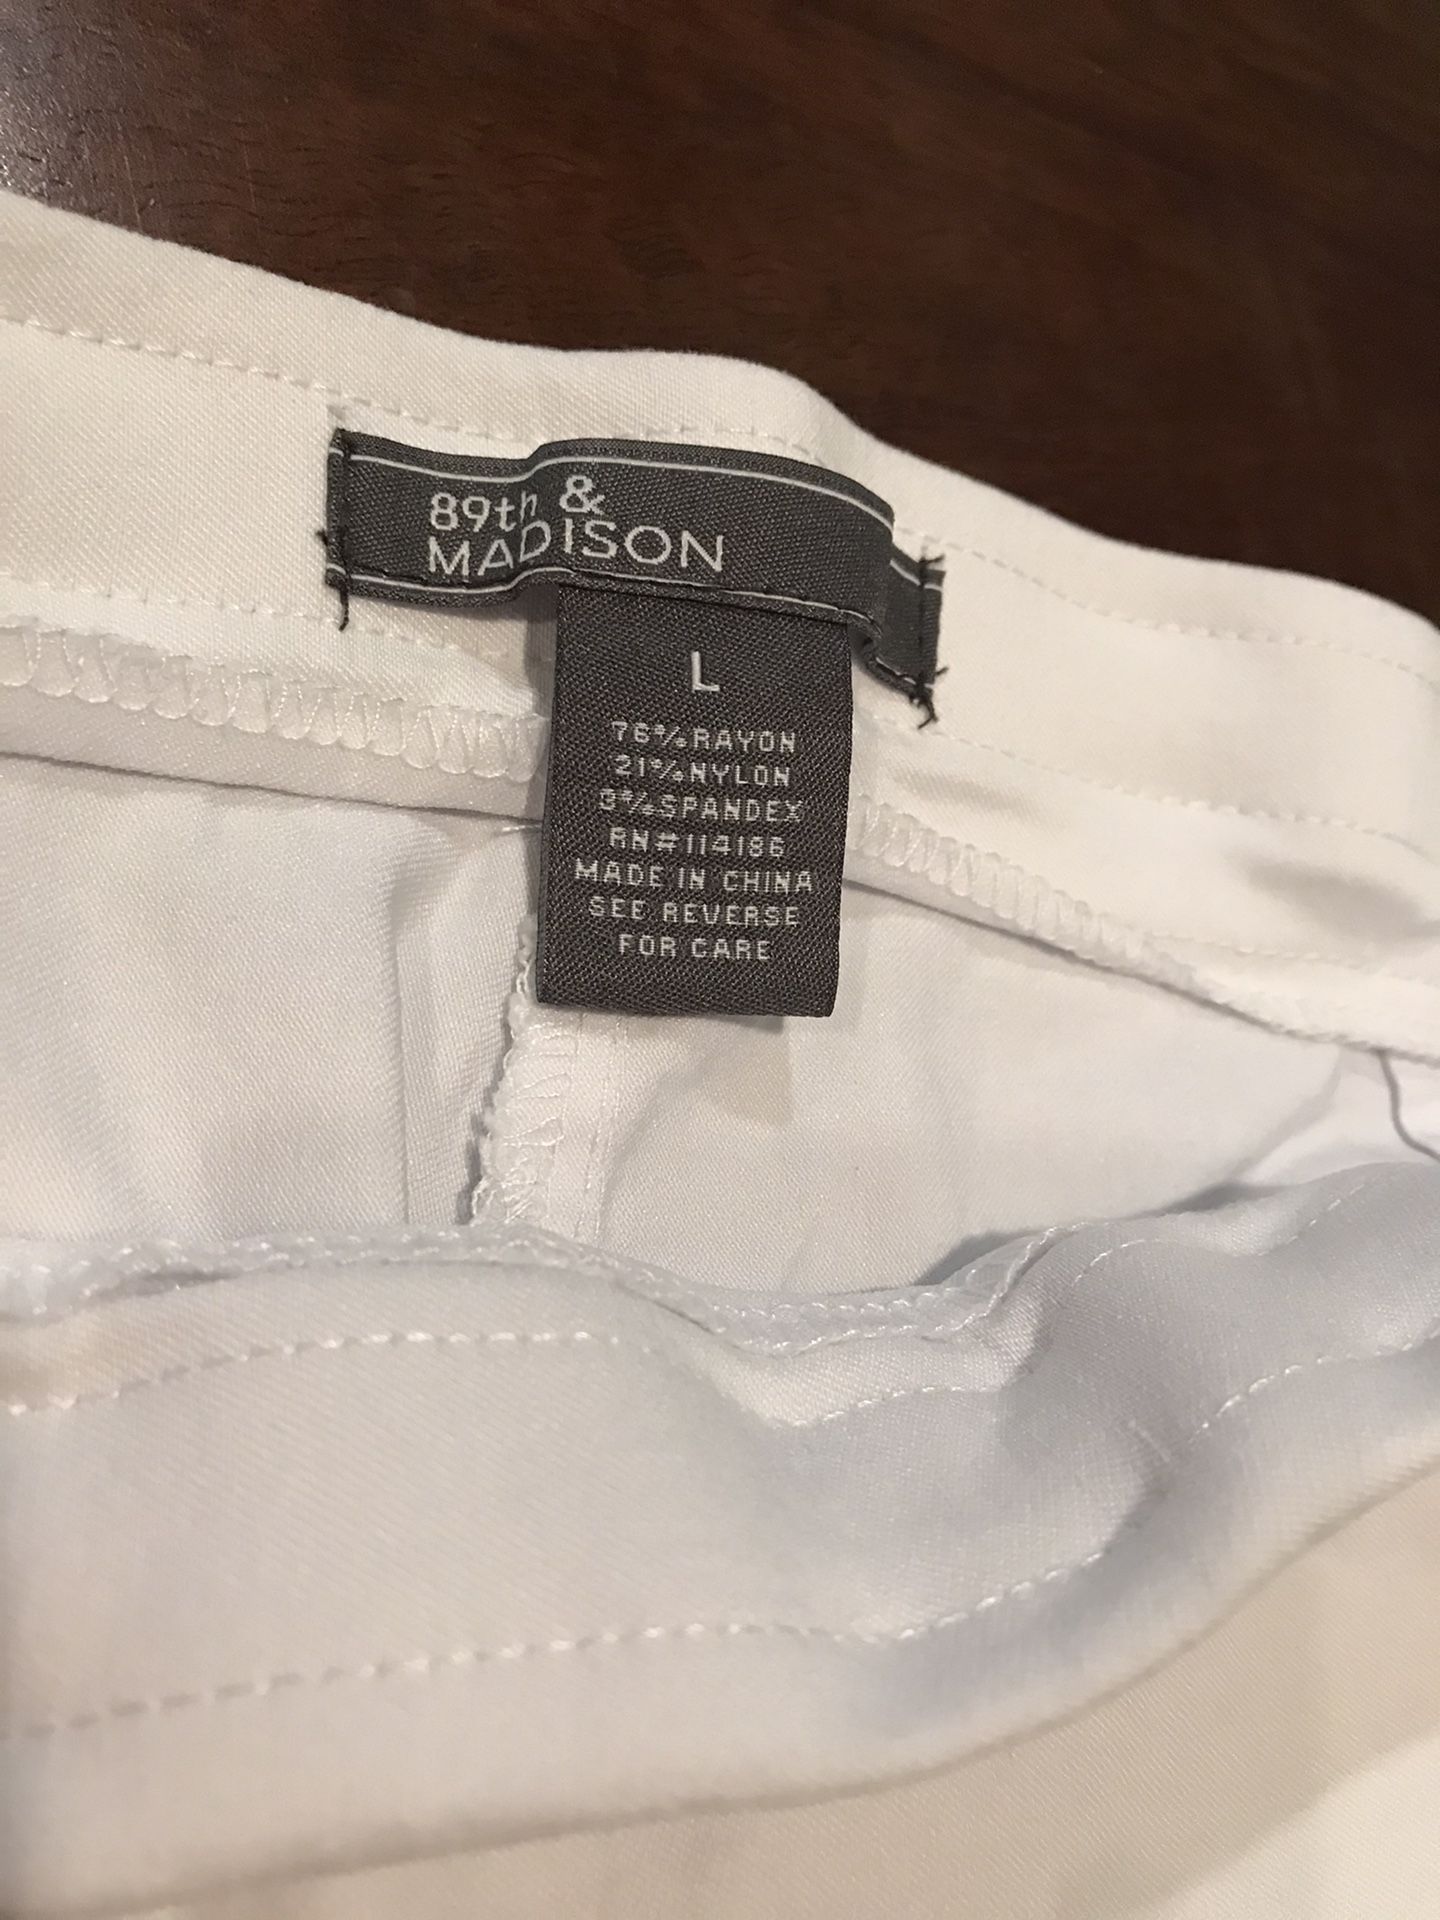 89th &
MADISON
L
76% RAYON
21% NYLON
3% SPANDEX
RN#114186
MADE IN CHINA
SEE REVERSE
FOR CARE